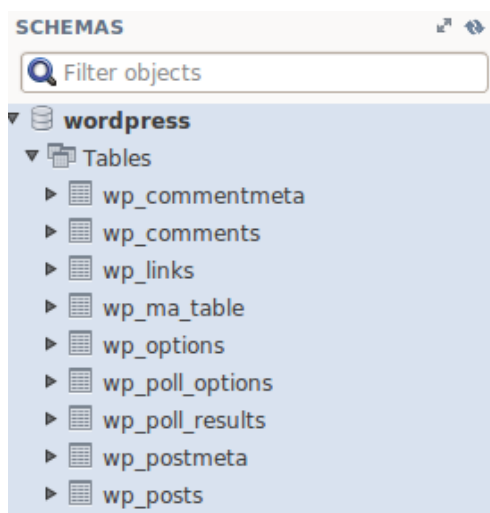 SCHEMAS
Filter objects
wordpress
Tables
wp_commentmeta
wp_comments
wp_links
wp_ma_table
wp_options
wp_poll_options
wp_poll_results
wp_postmeta
wp_posts